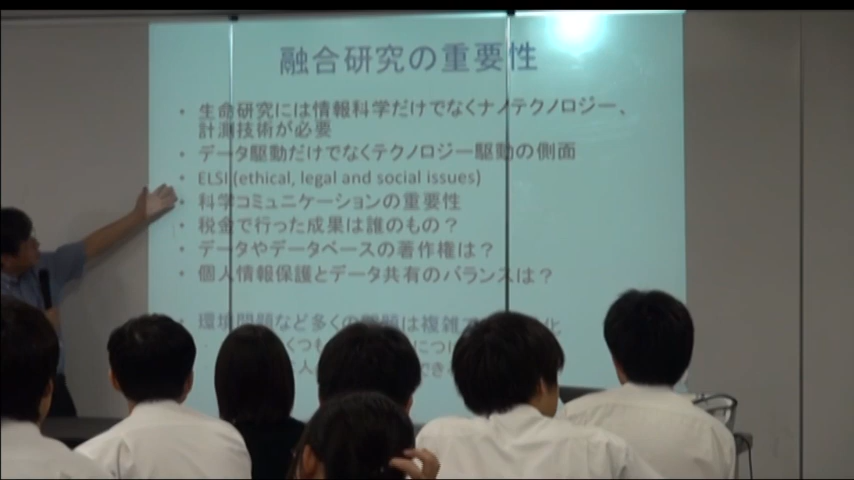 融合研究の重要性
• 生命研究には情報科学だけでなくナノテクノロジー、
計測技術が必要
• データ駆動だけでなくテクノロジー駆動の側面
• ELSI (ethical, legal and social issues)
• 科学コミュニケーションの重要性
• 税金で行った成果は誰のもの？
• データやデータベースの著作権は？
• 個人情報保護とデータ共有のバランスは？
• 環境問題など多くの問題は複雑